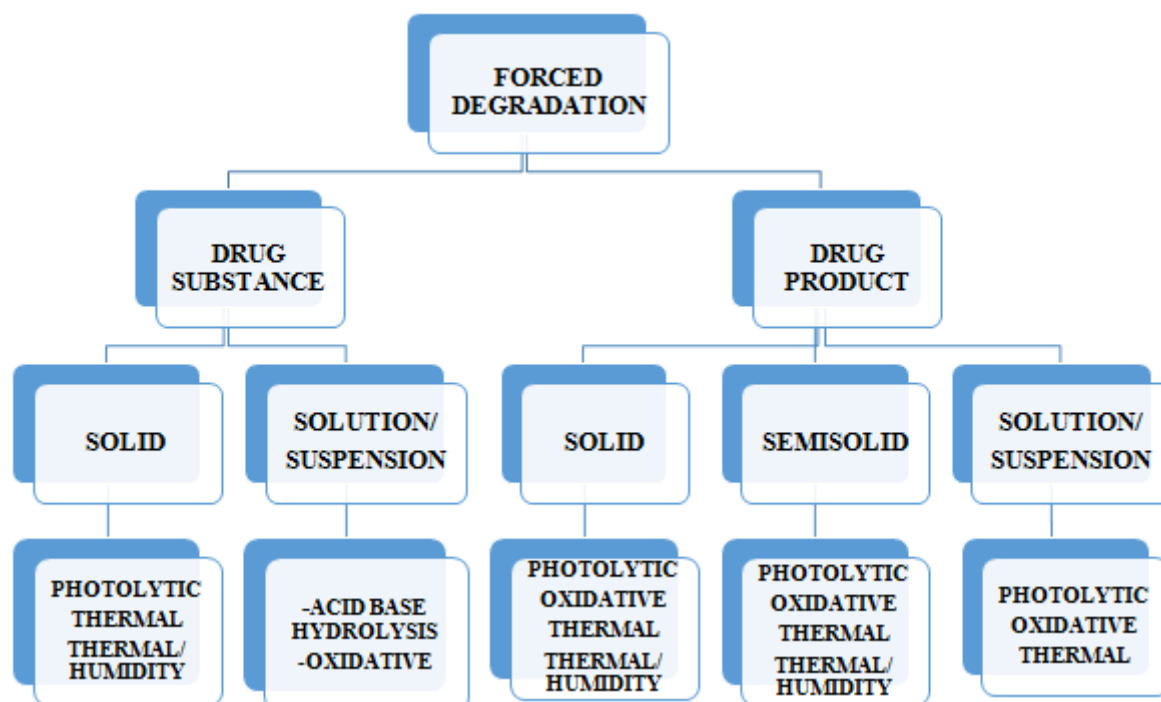 FORCED
DEGRADATION
DRUG
SUBSTANCE
DRUG
PRODUCT
SOLID
SOLUTION/
SUSPENSION
SOLID
SEMISOLID
SOLUTION/
SUSPENSION
PHOTOLYTIC
THERMAL
THERMAL/
HUMIDITY
-ACID BASE
HYDROLYSIS
-OXIDATIVE
PHOTOLYTIC
OXIDATIVE
THERMAL
THERMAL/
HUMIDITY
PHOTOLYTIC
OXIDATIVE
THERMAL
THERMAL/
HUMIDITY
PHOTOLYTIC
OXIDATIVE
THERMAL